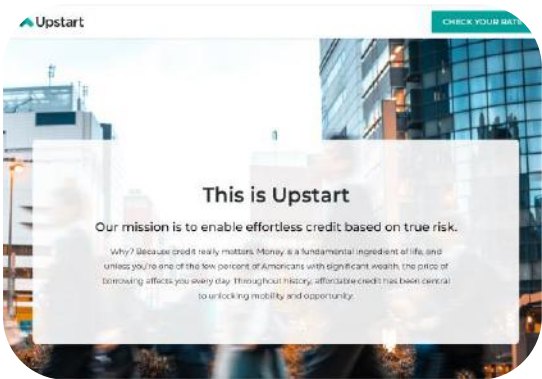 Upstart
CHECK YOUR RATE
This is Upstart
Our mission is to enable effortless credit based on true risk.
Why? Because credit really matters. Money is a fundamental ingredient of life, and
unless you're one of the few percent of Americans with significant wealth, the price of
borrowing affects you every day. Throughout history, affordable credit has been central
to unlocking mobility and opportunity.